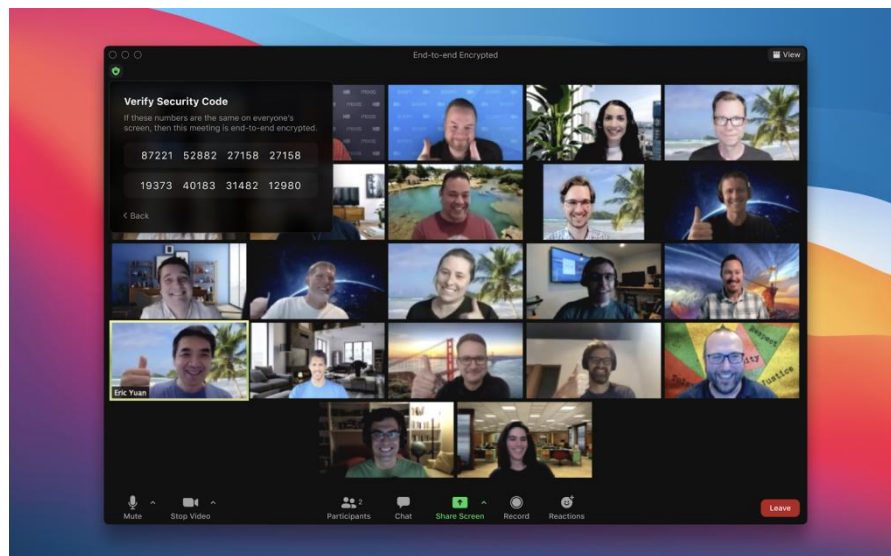 End-to-end Encrypted
View
Verify Security Code
If these numbers are the same on everyone's
screen, then this meeting is end-to-end encrypted.
87221 52882 27158 27158
19373 40183 31482 12980
< Back
Eric Yuan
Respect
Justice
Mute
Stop Video
Participants 2
Chat
Share Screen
Record
Reactions
Leave